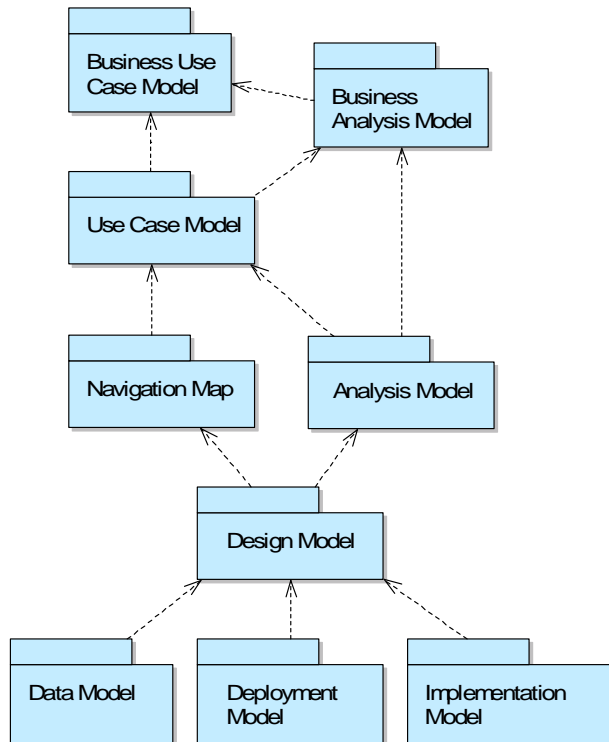 Business Use
Case Model
Business
Analysis Model
Use Case Model
Navigation Map
Analysis Model
Design Model
Data Model
Deployment
Model
Implementation
Model